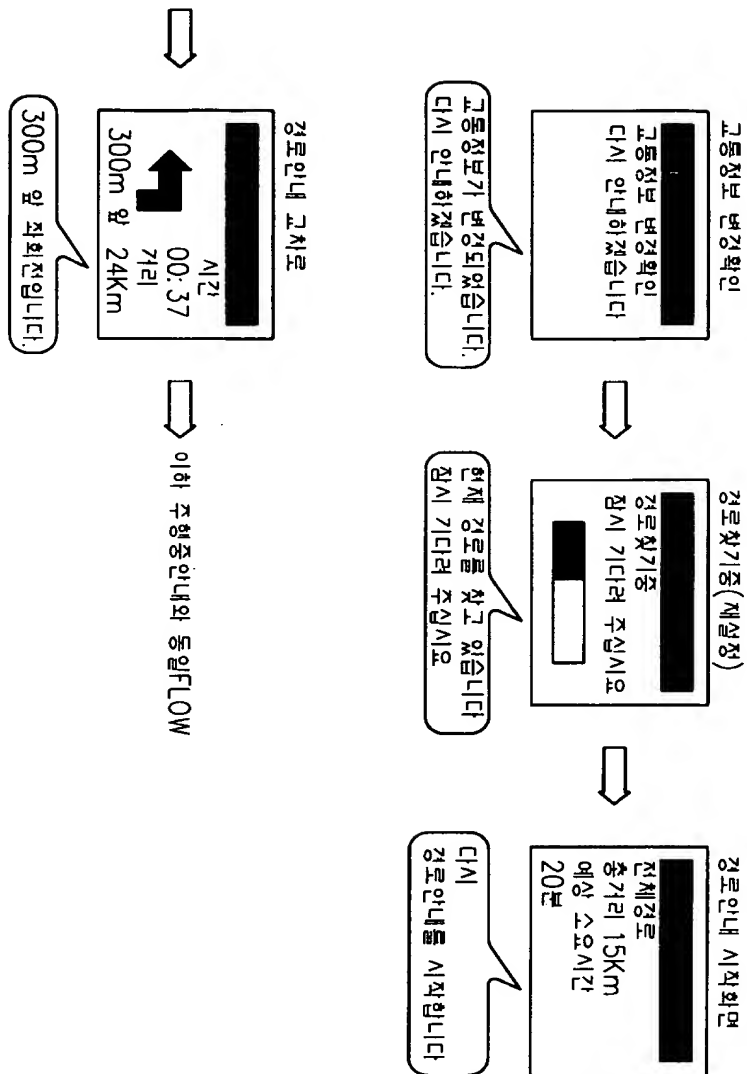 교통정보 변경확인
교통정보 변경확인
다시 안내하겠습니다
교통정보가 변경되었습니다.
다시 안내하겠습니다.
경로찾기중(재설정)
경로찾기중
잠시 기다려 주십시요
현재 경로를 찾고 있습니다
잠시 기다려 주십시요
경로안내 시작화면
전체경로
총거리 15Km
예상 소요시간
20분
다시
경로안내를 시작합니다
경로안내 교차로
시간
00:37
거리
300m 앞 24Km
300m 앞 좌회전입니다.
이하 주행중안내와 동일FLOW